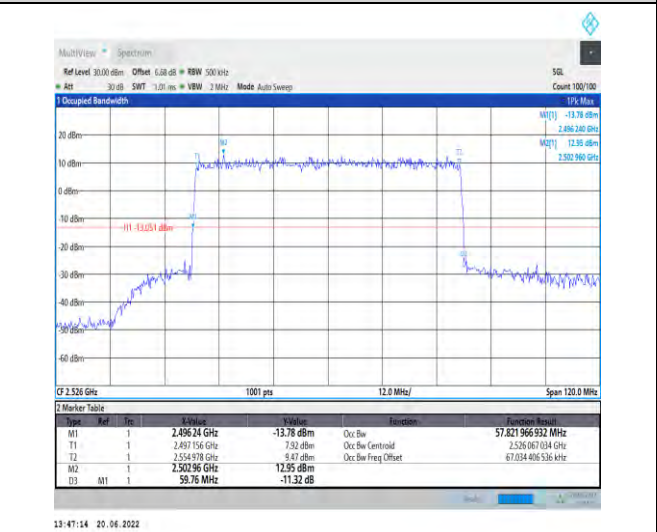 MultiView Spectrum
Ref Level 30.00 dBm Offset 6.68 dB RBW 500 kHz SGL
Att 30 dB SWT 1.01 ms VBW 2 MHz Mode Auto Sweep Count 100/100
1 Occupied Bandwidth 1Pk Max
M1[1] -13.78 dBm
2.496 240 GHz
M2[1] 12.95 dBm
2.502 960 GHz
20 dBm
M2
T1
10 dBm
0 dBm
-10 dBm
M1
H1 -13.051 dBm
-20 dBm
-30 dBm
-40 dBm
-50 dBm
-60 dBm
CF 2.526 GHz 1001 pts 12.0 MHz/ Span 120.0 MHz
2 Marker Table
Type Ref Trc X-Value Y-Value Function Function Result
M1 1 2.496 24 GHz -13.78 dBm Occ Bw 57.821 966 932 MHz
T1 1 2.497 156 GHz 7.92 dBm Occ Bw Centroid 2.526 067 034 GHz
T2 1 2.554 978 GHz 9.47 dBm Occ Bw Freq Offset 67.034 406 536 kHz
M2 1 2.502 96 GHz 12.95 dBm
D3 M1 1 59.76 MHz -11.32 dB
13:47:14 20.06.2022